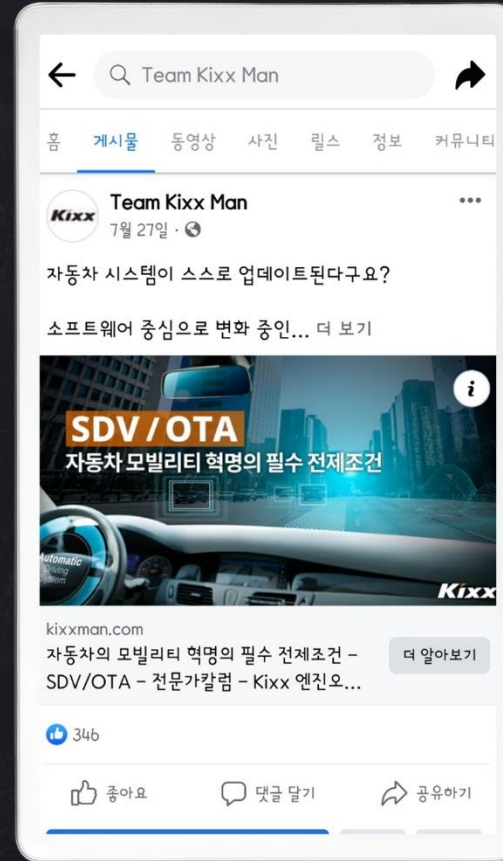 Team Kixx Man
홈 게시물 동영상 사진 릴스 정보 커뮤니티
Kixx
Team Kixx Man
7월 27일 ·
자동차 시스템이 스스로 업데이트된다구요?
소프트웨어 중심으로 변화 중인... 더 보기
i
SDV / OTA
자동차 모빌리티 혁명의 필수 전제조건
Automatic
Driving
System
Kixx
kixxman.com
자동차의 모빌리티 혁명의 필수 전제조건 –
SDV/OTA – 전문가칼럼 – Kixx 엔진오...
더 알아보기
346
좋아요 댓글 달기 공유하기